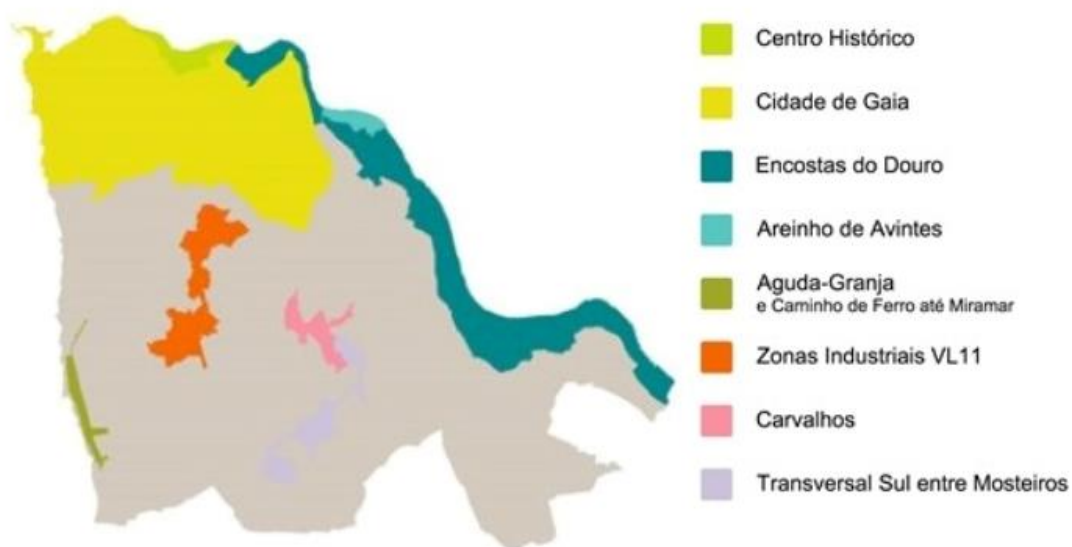 Centro Histórico
Cidade de Gaia
Encostas do Douro
Areinho de Avintes
Aguda-Granja
e Caminho de Ferro até Miramar
Zonas Industriais VL11
Carvalhos
Transversal Sul entre Mosteiros